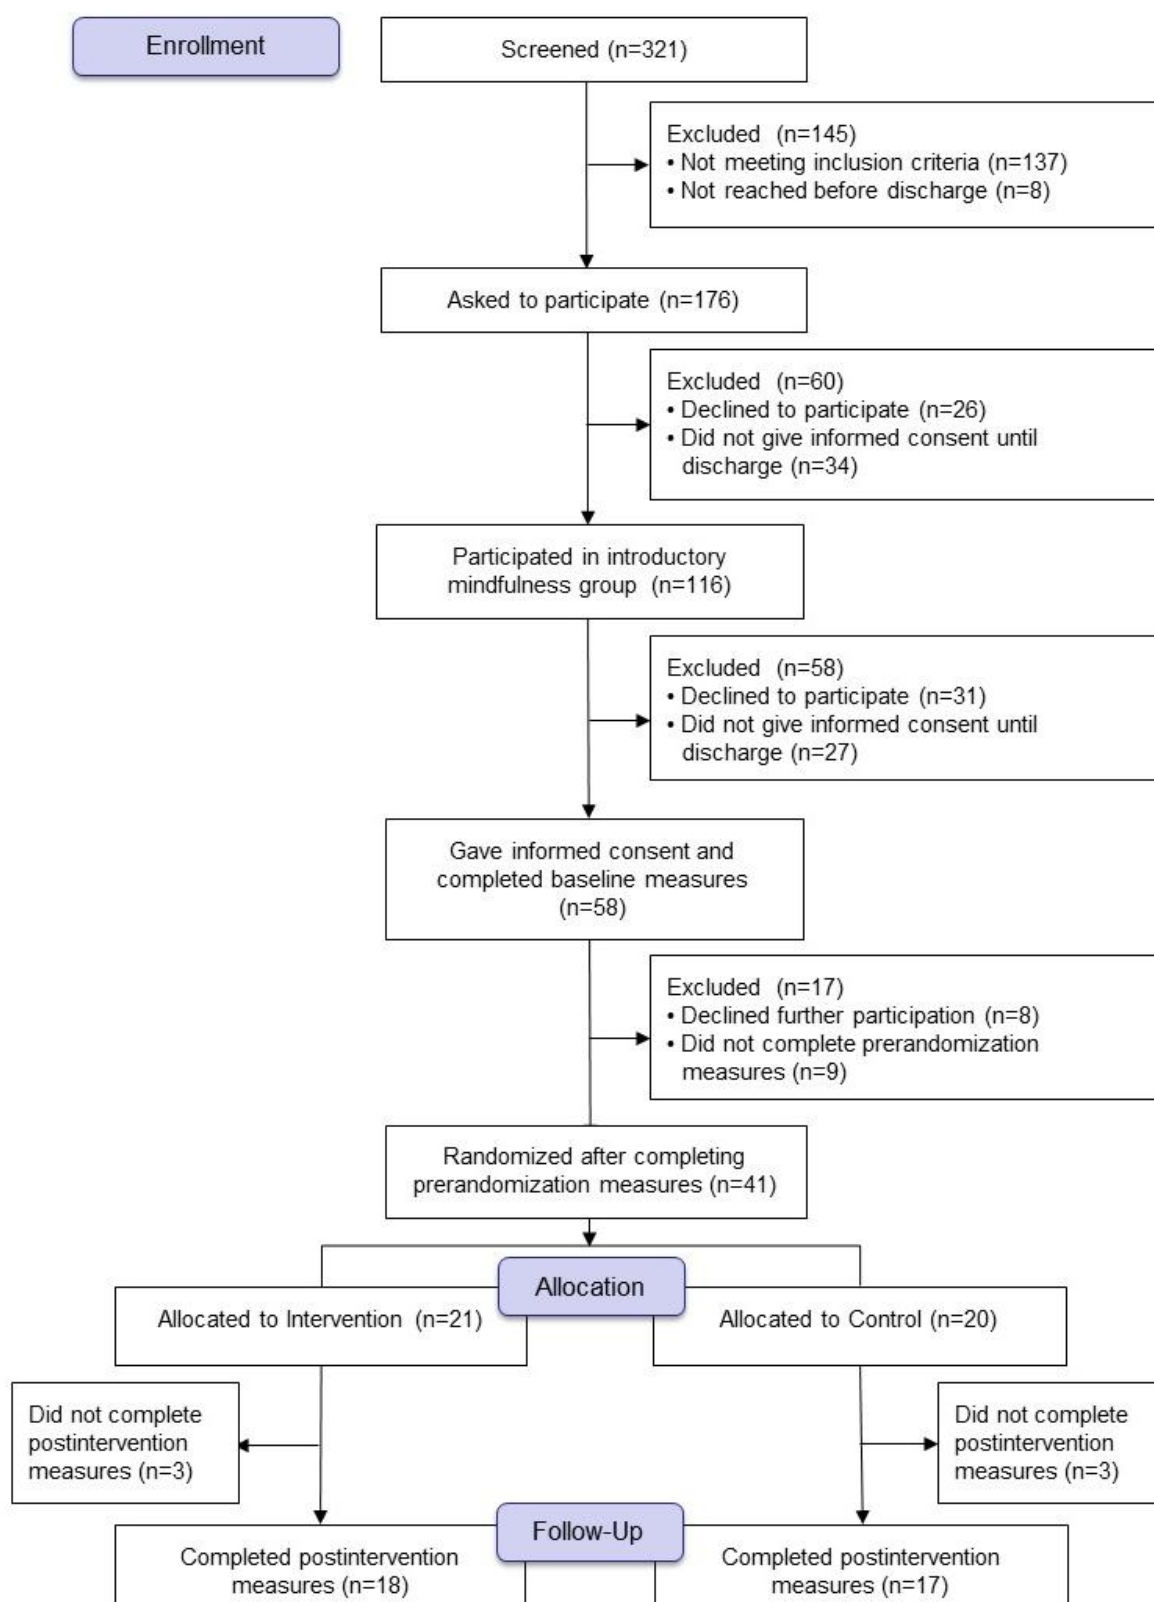 Enrollment
Screened (n=321)
Excluded (n=145)
• Not meeting inclusion criteria (n=137)
• Not reached before discharge (n=8)
Asked to participate (n=176)
Excluded (n=60)
• Declined to participate (n=26)
• Did not give informed consent until
discharge (n=34)
Participated in introductory
mindfulness group (n=116)
Excluded (n=58)
• Declined to participate (n=31)
• Did not give informed consent until
discharge (n=27)
Gave informed consent and
completed baseline measures
(n=58)
Excluded (n=17)
• Declined further participation (n=8)
• Did not complete prerandomization
measures (n=9)
Randomized after completing
prerandomization measures (n=41)
Allocation
Allocated to Intervention (n=21)
Allocated to Control (n=20)
Did not complete
postintervention
measures (n=3)
Did not complete
postintervention
measures (n=3)
Follow-Up
Completed postintervention
measures (n=18)
Completed postintervention
measures (n=17)